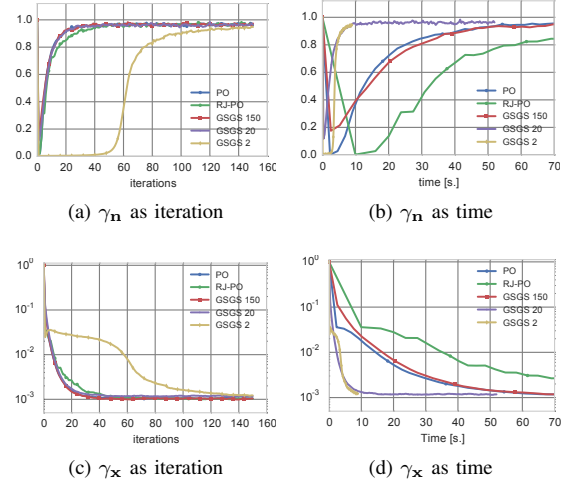 1.0
0.8
0.6
0.4
0.2
0.0
0 20 40 60 80 100 120 140 160
iterations
PO
RJ-PO
GSGS 150
GSGS 20
GSGS 2
(a) γn as iteration
1.0
0.8
0.6
0.4
0.2
0.0
0 10 20 30 40 50 60 70
time [s.]
PO
RJ-PO
GSGS 150
GSGS 20
GSGS 2
(b) γn as time
10^0
10^-1
10^-2
10^-3
0 20 40 60 80 100 120 140 160
iterations
PO
RJ-PO
GSGS 150
GSGS 20
GSGS 2
(c) γx as iteration
10^0
10^-1
10^-2
10^-3
0 10 20 30 40 50 60 70
Time [s.]
PO
RJ-PO
GSGS 150
GSGS 20
GSGS 2
(d) γx as time